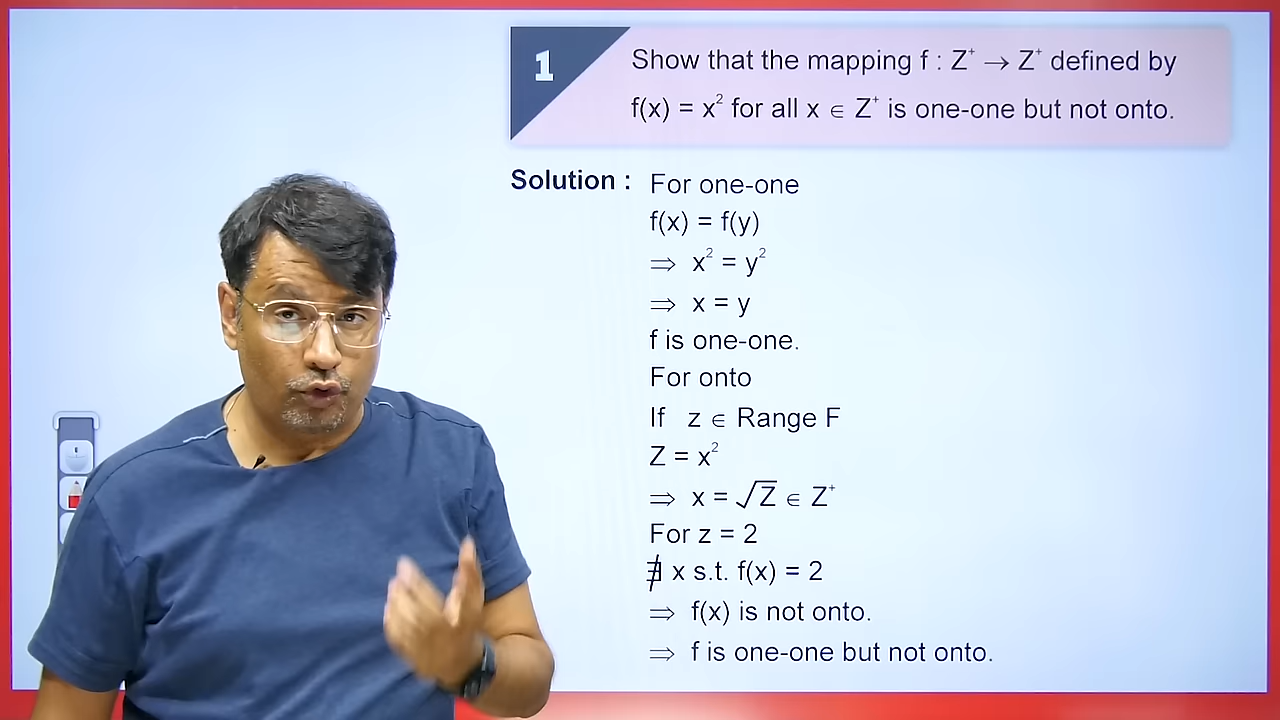 1
Show that the mapping f : Z⁺ → Z⁺ defined by
f(x) = x² for all x ∈ Z⁺ is one-one but not onto.
Solution : For one-one
f(x) = f(y)
⇒ x² = y²
⇒ x = y
f is one-one.
For onto
If z ∈ Range F
Z = x²
⇒ x = √Z ∈ Z⁺
For z = 2
∄ x s.t. f(x) = 2
⇒ f(x) is not onto.
⇒ f is one-one but not onto.